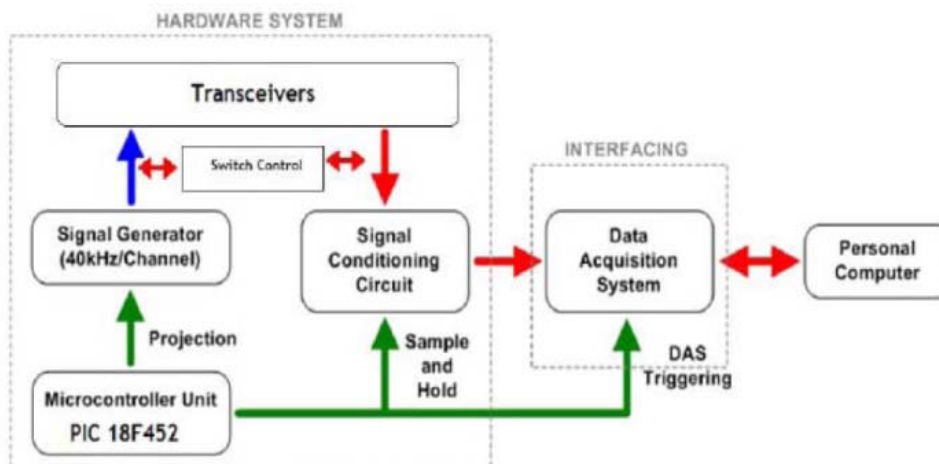 HARDWARE SYSTEM
Transceivers
Switch Control
INTERFACING
Signal Generator
(40kHz/Channel)
Signal
Conditioning
Circuit
Data
Acquisition
System
Personal
Computer
Projection
Sample
and
Hold
DAS
Triggering
Microcontroller Unit
PIC 18F452